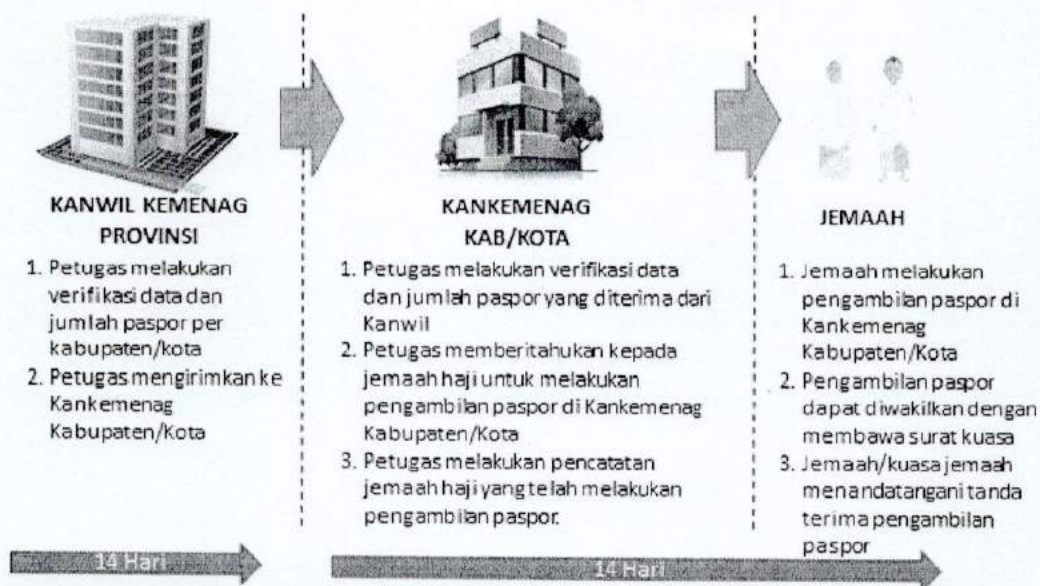 KANWIL KEMENAG
PROVINSI
1. Petugas melakukan
verifikasi data dan
jumlah paspor per
kabupaten/kota
2. Petugas mengirimkan ke
Kankemenag
Kabupaten/Kota
14 Hari
KANKEMENAG
KAB/KOTA
1. Petugas melakukan verifikasi data
dan jumlah paspor yang diterima dari
Kanwil
2. Petugas memberitahukan kepada
jemaah haji untuk melakukan
pengambilan paspor di Kankemenag
Kabupaten/Kota
3. Petugas melakukan pencatatan
jemaah haji yang telah melakukan
pengambilan paspor.
JEMAAH
1. Jemaah melakukan
pengambilan paspor di
Kankemenag
Kabupaten/Kota
2. Pengambilan paspor
dapat diwakilkan dengan
membawa surat kuasa
3. Jemaah/kuasa jemaah
menandatangani tanda
terima pengambilan
paspor
14 Hari